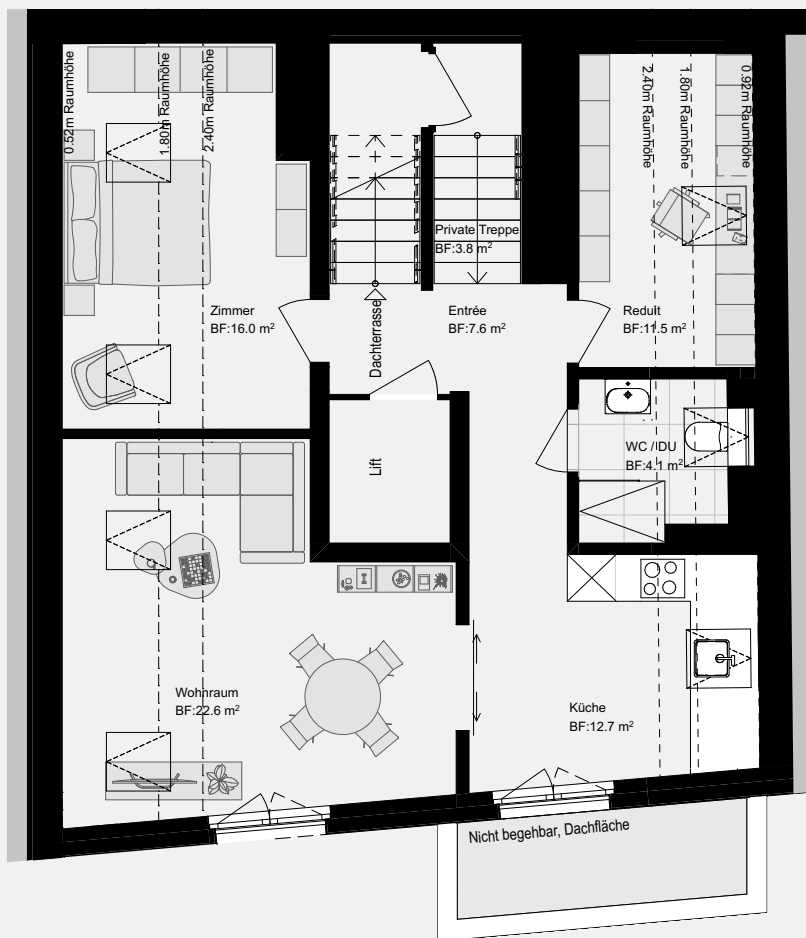 0.52m Raumhöhe
1.80m Raumhöhe
2.40m Raumhöhe
2.40m Raumhöhe
1.80m Raumhöhe
0.92m Raumhöhe
Private Treppe
BF:3.8 m²
Zimmer
BF:16.0 m²
Dachterrasse
Entrée
BF:7.6 m²
Reduit
BF:11.5 m²
Lift
WC / DU
BF:4.1 m²
Wohnraum
BF:22.6 m²
Küche
BF:12.7 m²
Nicht begehbar, Dachfläche